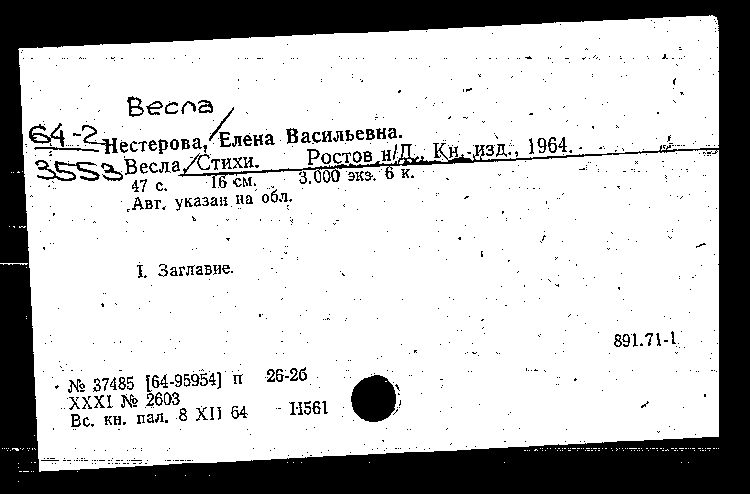 Весла
64-2 Нестерова, Елена Васильевна.
3553 Весла, Стихи. Ростов н/Д., Кн. изд., 1964.
47 с. 16 см. 3.000 экз. 6 к.
Авт. указан на обл.
I. Заглавие.
891.71-1
№ 37485 [64-95954] п 26-2б
XXXI № 2603
Вс. кн. пал. 8 XII 64 Н561